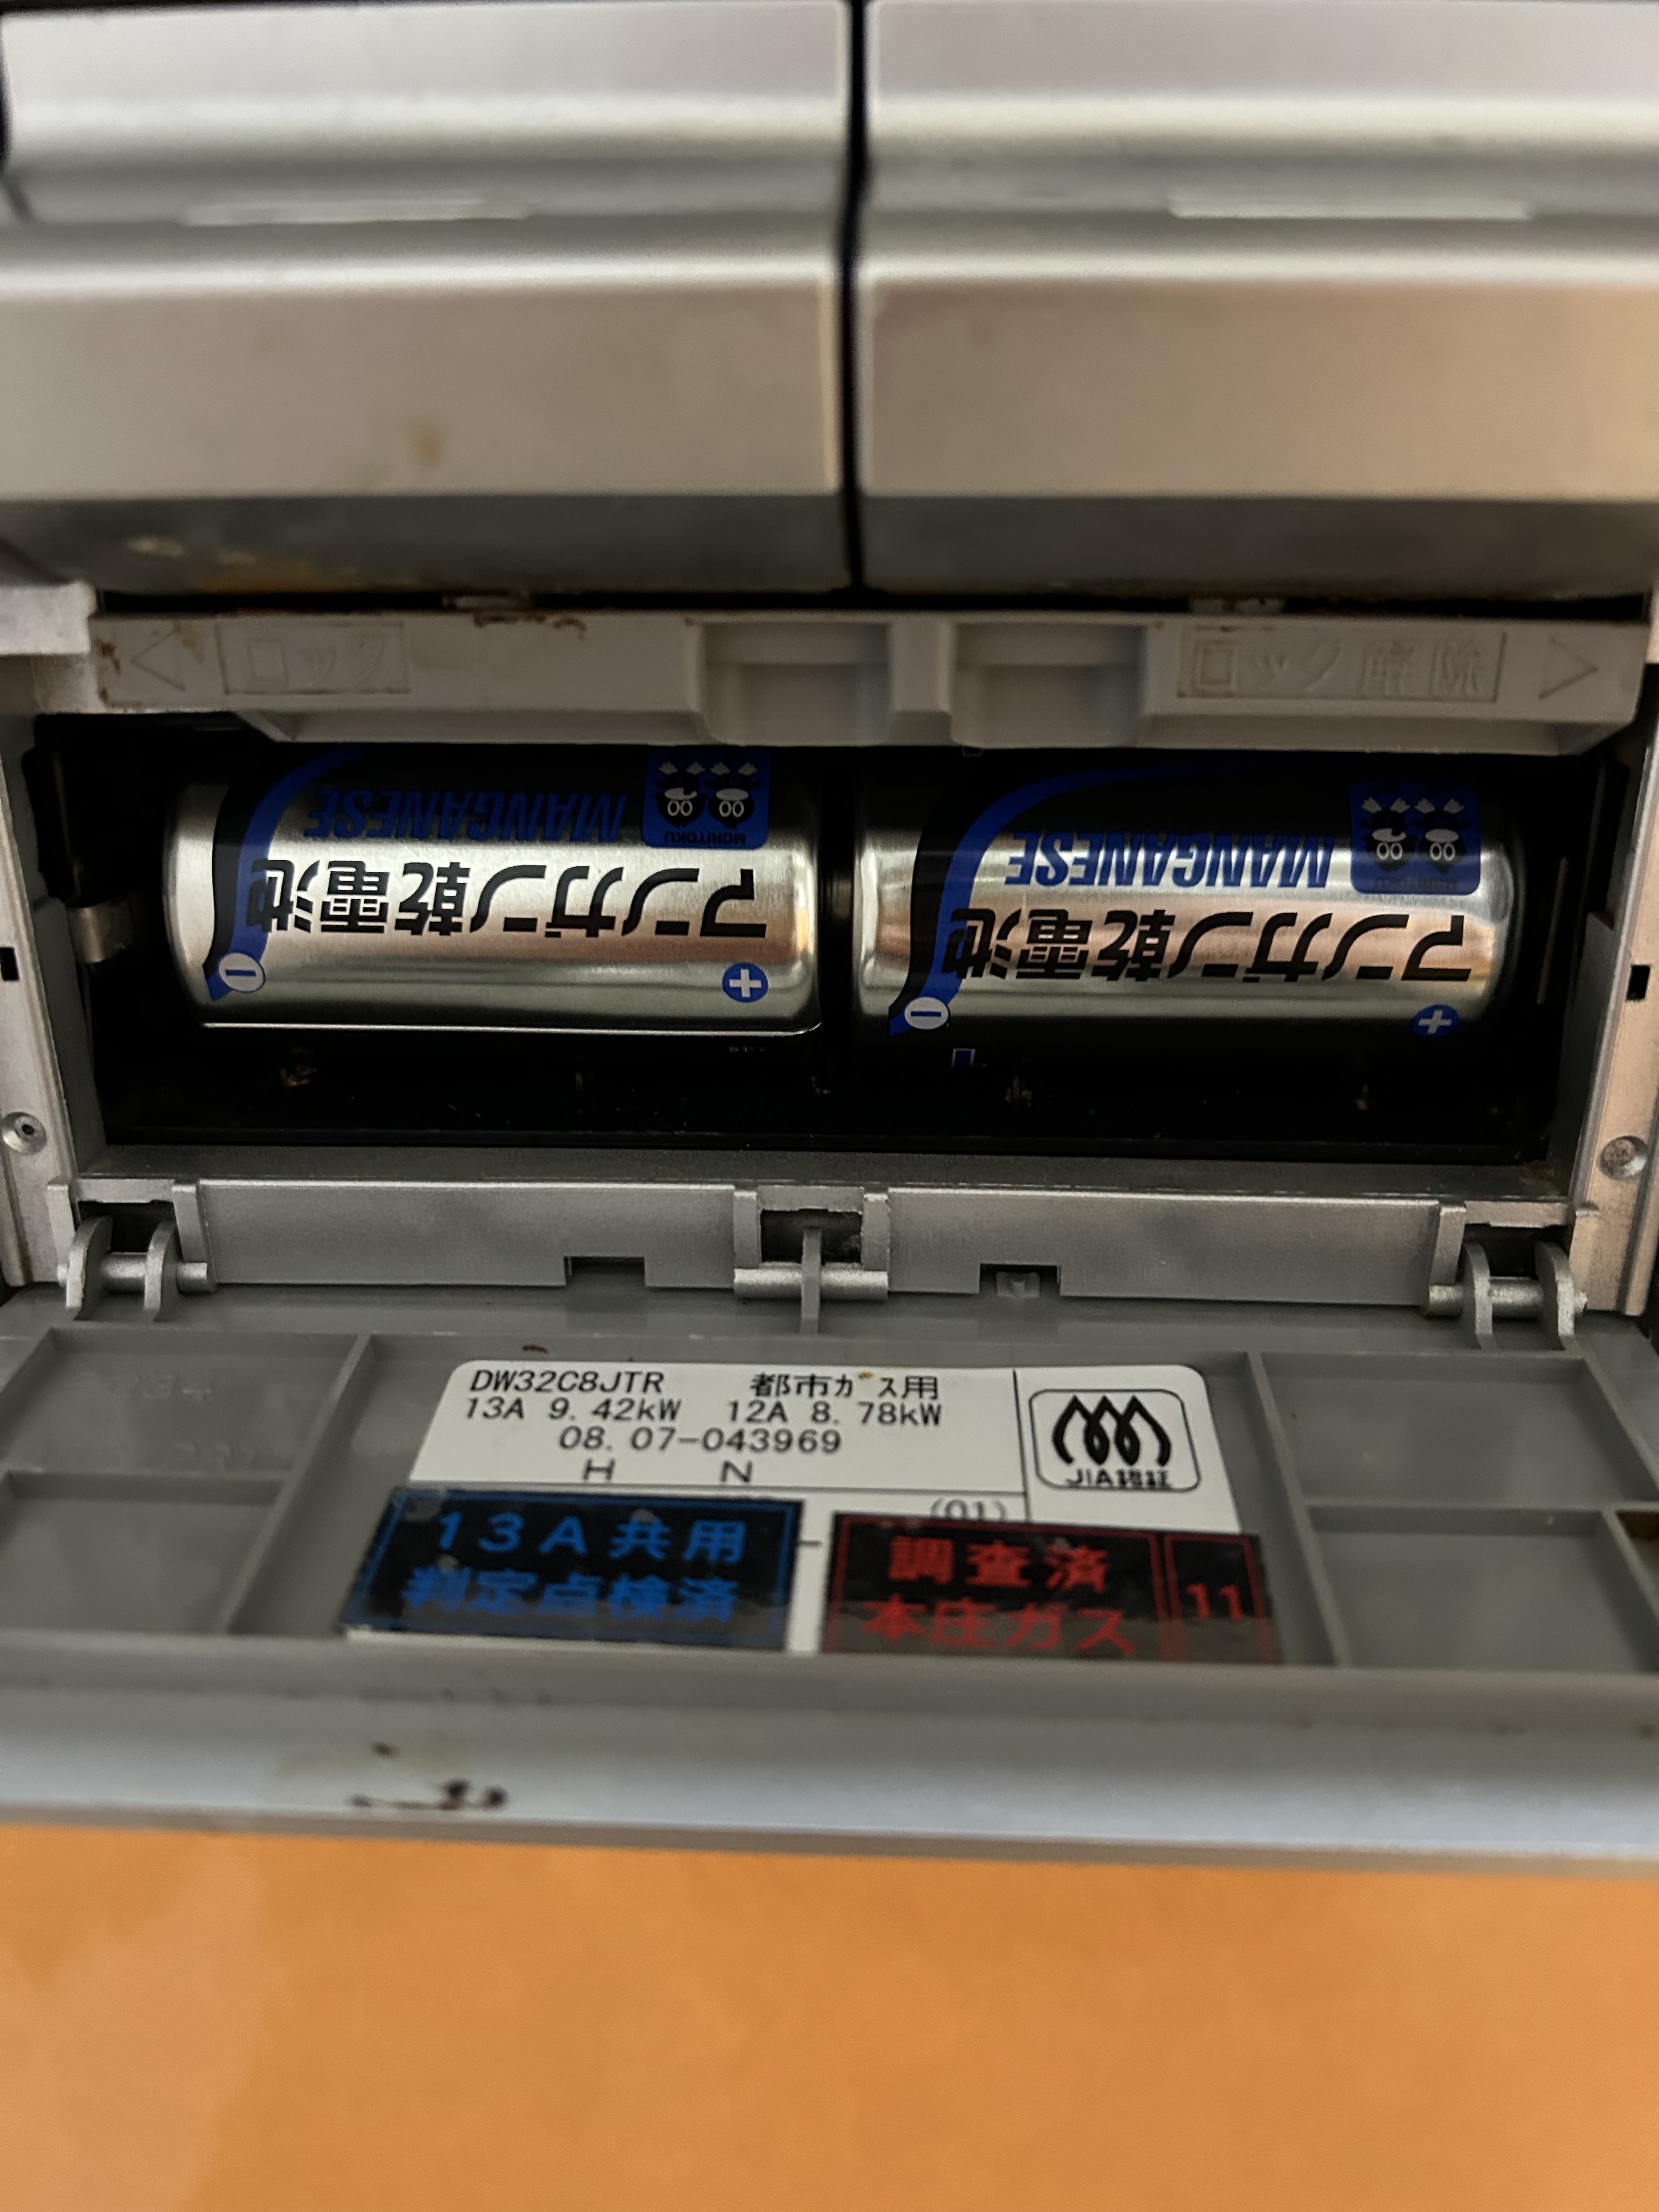 ロック
ロック解除
MORITOKU
MANGANESE
マンガン乾電池
MANGANESE
マンガン乾電池
DW32C8JTR 都市ガス用
13A 9.42kW 12A 8.78kW
08.07-043969
H N
(01)
JIA認証
13A共用
判定点検済
調査済
本庄ガス
11